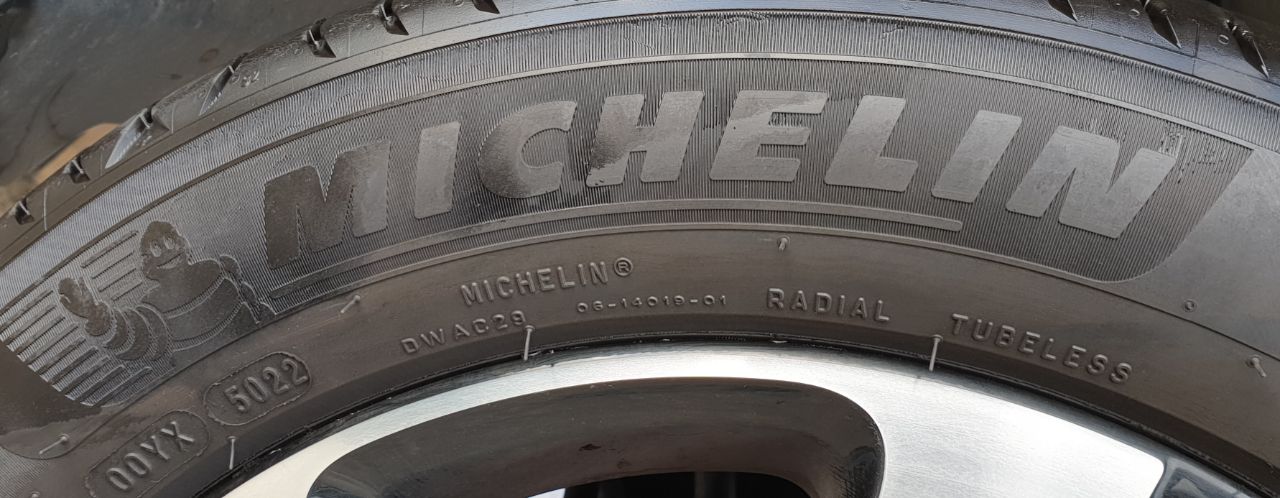 MICHELIN
MICHELIN®
DWAC29 06-14019-01 RADIAL TUBELESS
00YX 5022